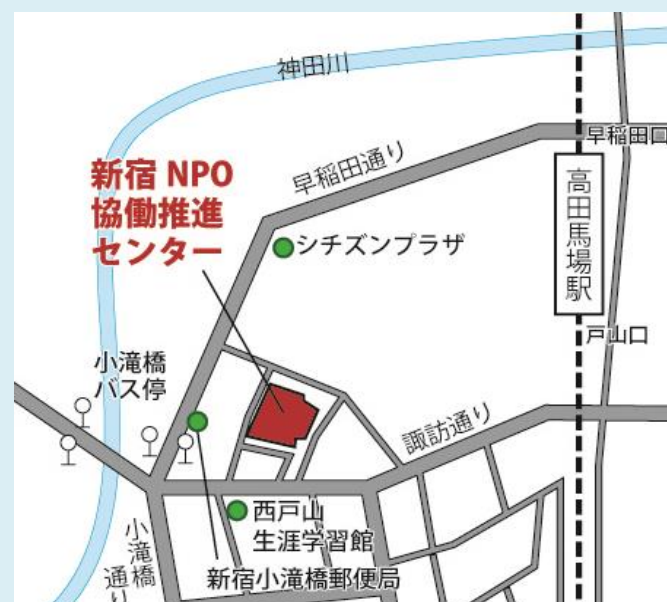 神田川
早稲田通り
早稲田口
新宿 NPO
協働推進
センター
高田馬場駅
シチズンプラザ
戸山口
小滝橋
バス停
諏訪通り
西戸山
生涯学習館
小滝橋
通り
新宿小滝橋郵便局